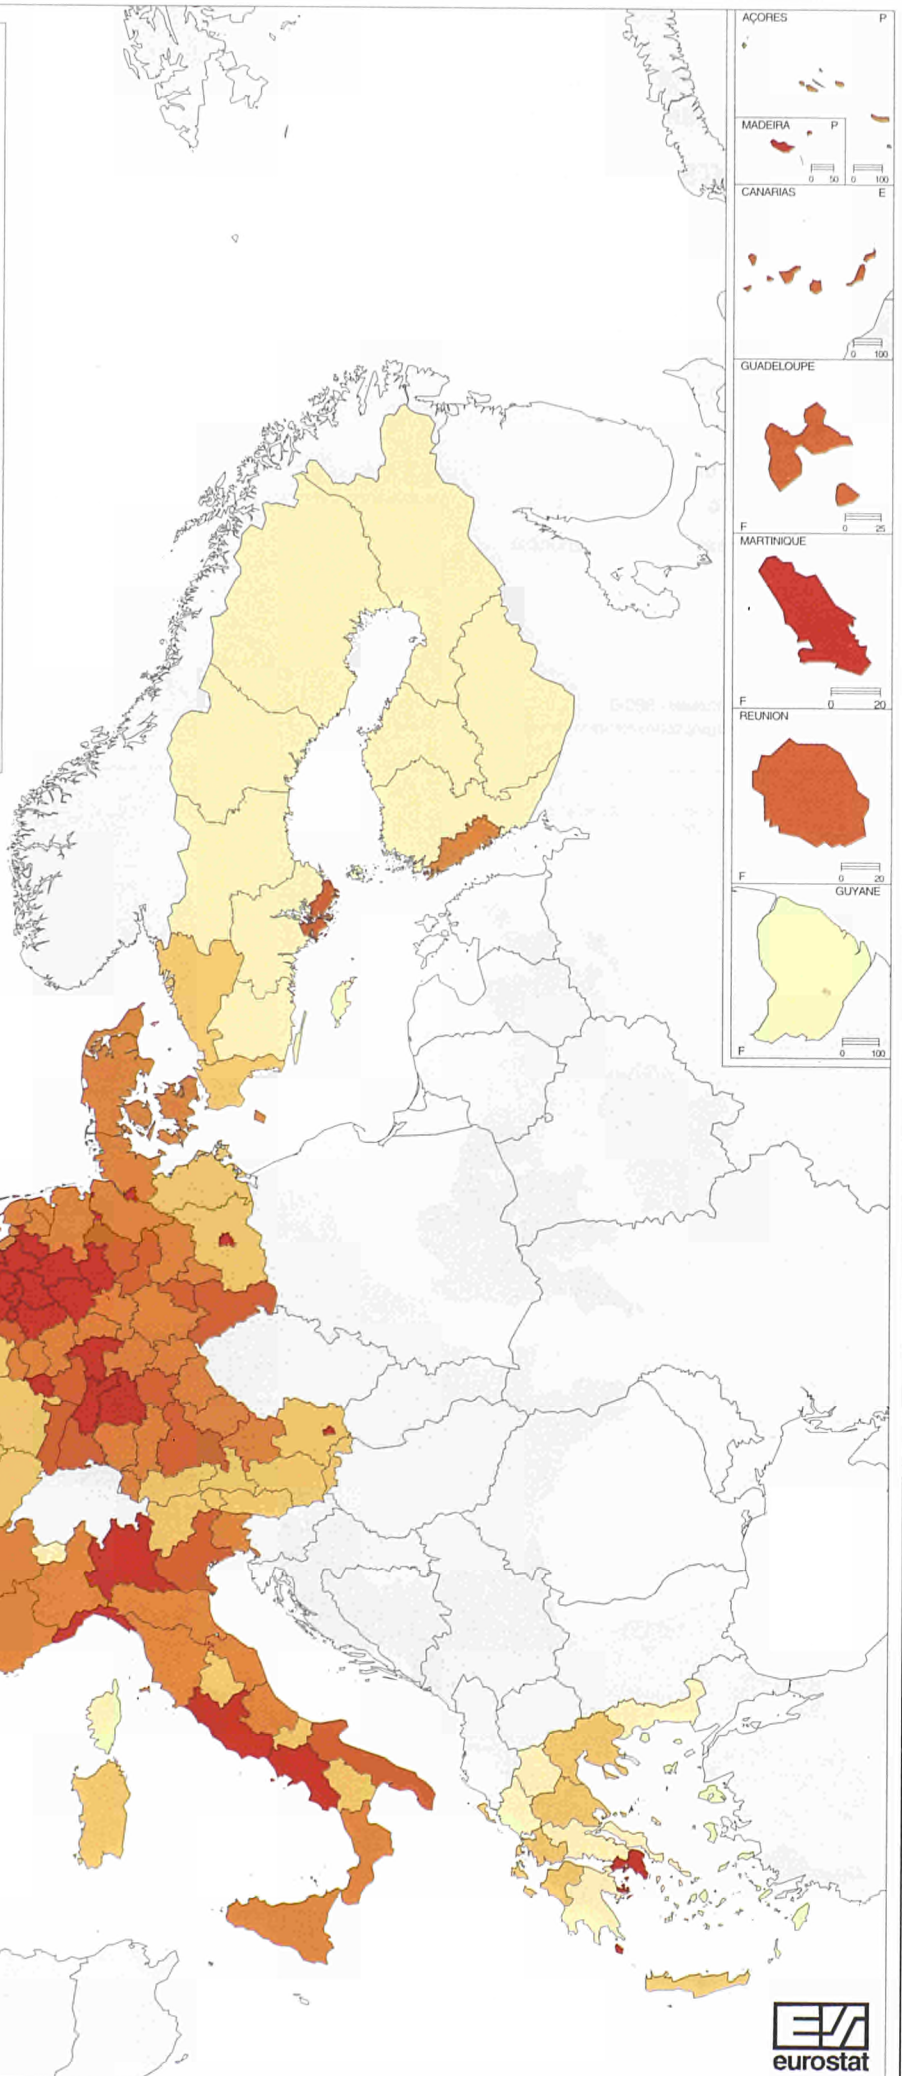 AÇORES P
MADEIRA P
0 50
0 100
CANARIAS E
0 100
GUADELOUPE
F 0 25
MARTINIQUE
F 0 20
REUNION
F 0 20
GUYANE
F 0 100
eurostat